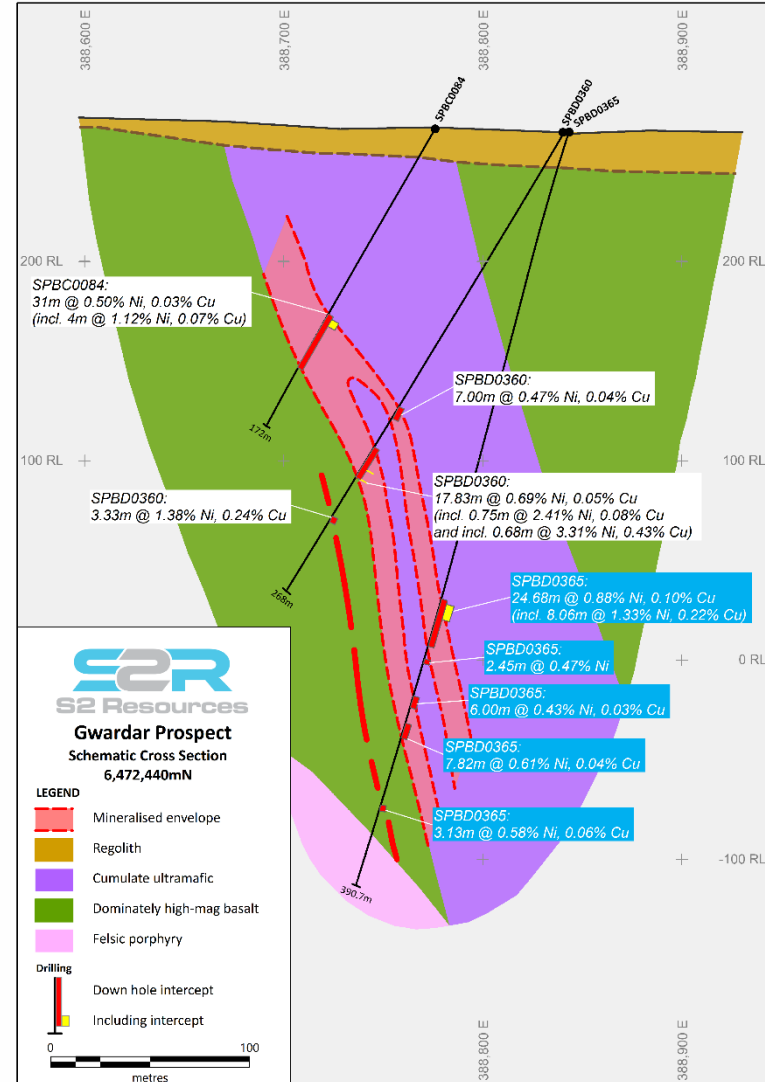 388,600 E
388,700 E
388,800 E
388,900 E
SPBC0084
SPBD0360
SPBD0365
200 RL
200 RL
SPBC0084:
31m @ 0.50% Ni, 0.03% Cu
(incl. 4m @ 1.12% Ni, 0.07% Cu)
SPBD0360:
7.00m @ 0.47% Ni, 0.04% Cu
172m
100 RL
100 RL
SPBD0360:
17.83m @ 0.69% Ni, 0.05% Cu
(incl. 0.75m @ 2.41% Ni, 0.08% Cu
and incl. 0.68m @ 3.31% Ni, 0.43% Cu)
SPBD0360:
3.33m @ 1.38% Ni, 0.24% Cu
268m
SPBD0365:
24.68m @ 0.88% Ni, 0.10% Cu
(incl. 8.06m @ 1.33% Ni, 0.22% Cu)
0 RL
SPBD0365:
2.45m @ 0.47% Ni
SPBD0365:
6.00m @ 0.43% Ni, 0.03% Cu
SPBD0365:
7.82m @ 0.61% Ni, 0.04% Cu
SPBD0365:
3.13m @ 0.58% Ni, 0.06% Cu
-100 RL
390.7m
S2R
S2 Resources
Gwardar Prospect
Schematic Cross Section
6,472,440mN
LEGEND
Mineralised envelope
Regolith
Cumulate ultramafic
Dominately high-mag basalt
Felsic porphyry
Drilling
Down hole intercept
Including intercept
0
100
metres
388,800 E
388,900 E